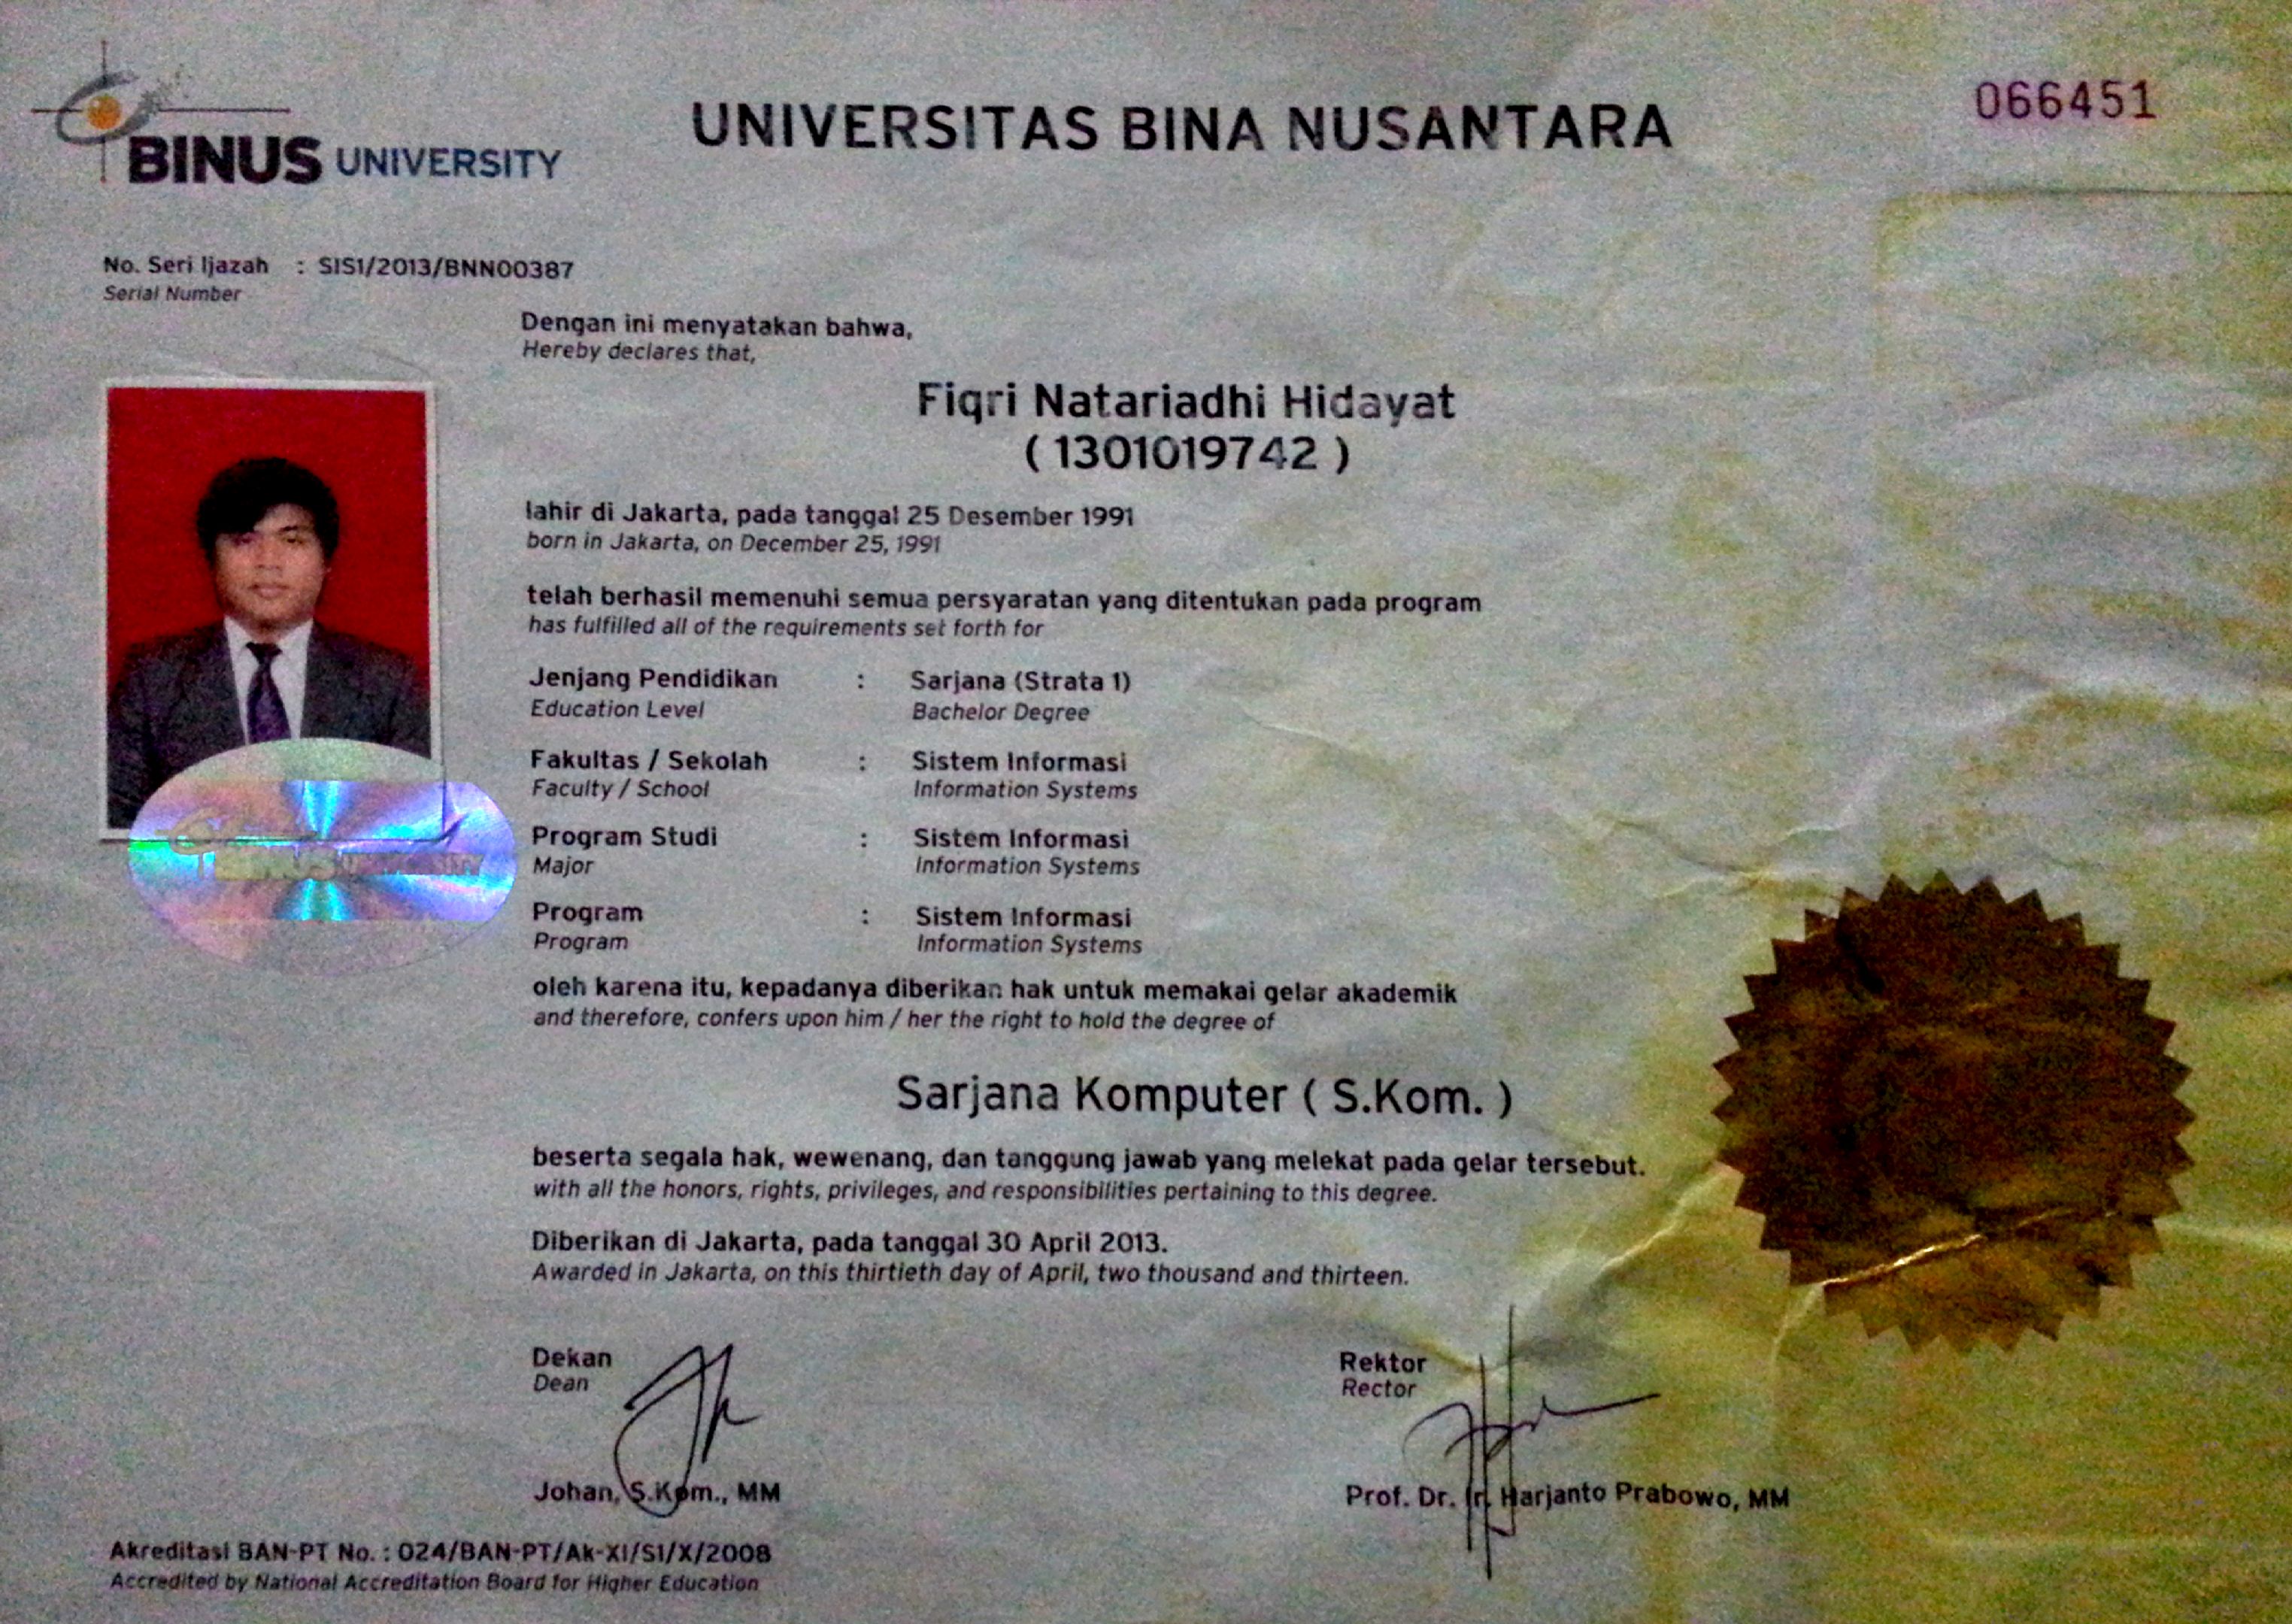 BINUS UNIVERSITY
UNIVERSITAS BINA NUSANTARA
066451
No. Seri Ijazah : SIS1/2013/BNN00387
Serial Number
Dengan ini menyatakan bahwa,
Hereby declares that,
Fiqri Natariadhi Hidayat
( 1301019742 )
lahir di Jakarta, pada tanggal 25 Desember 1991
born in Jakarta, on December 25, 1991
telah berhasil memenuhi semua persyaratan yang ditentukan pada program
has fulfilled all of the requirements set forth for
Jenjang Pendidikan : Sarjana (Strata 1)
Education Level Bachelor Degree
Fakultas / Sekolah : Sistem Informasi
Faculty / School Information Systems
Program Studi : Sistem Informasi
Major Information Systems
Program : Sistem Informasi
Program Information Systems
BINUS UNIVERSITY
oleh karena itu, kepadanya diberikan hak untuk memakai gelar akademik
and therefore, confers upon him / her the right to hold the degree of
Sarjana Komputer ( S.Kom. )
beserta segala hak, wewenang, dan tanggung jawab yang melekat pada gelar tersebut.
with all the honors, rights, privileges, and responsibilities pertaining to this degree.
Diberikan di Jakarta, pada tanggal 30 April 2013.
Awarded in Jakarta, on this thirtieth day of April, two thousand and thirteen.
Dekan
Dean
Rektor
Rector
Johan, S.Kom., MM
Prof. Dr. Ir. Harjanto Prabowo, MM
Akreditasi BAN-PT No. : 024/BAN-PT/Ak-XI/S1/X/2008
Accredited by National Accreditation Board for Higher Education